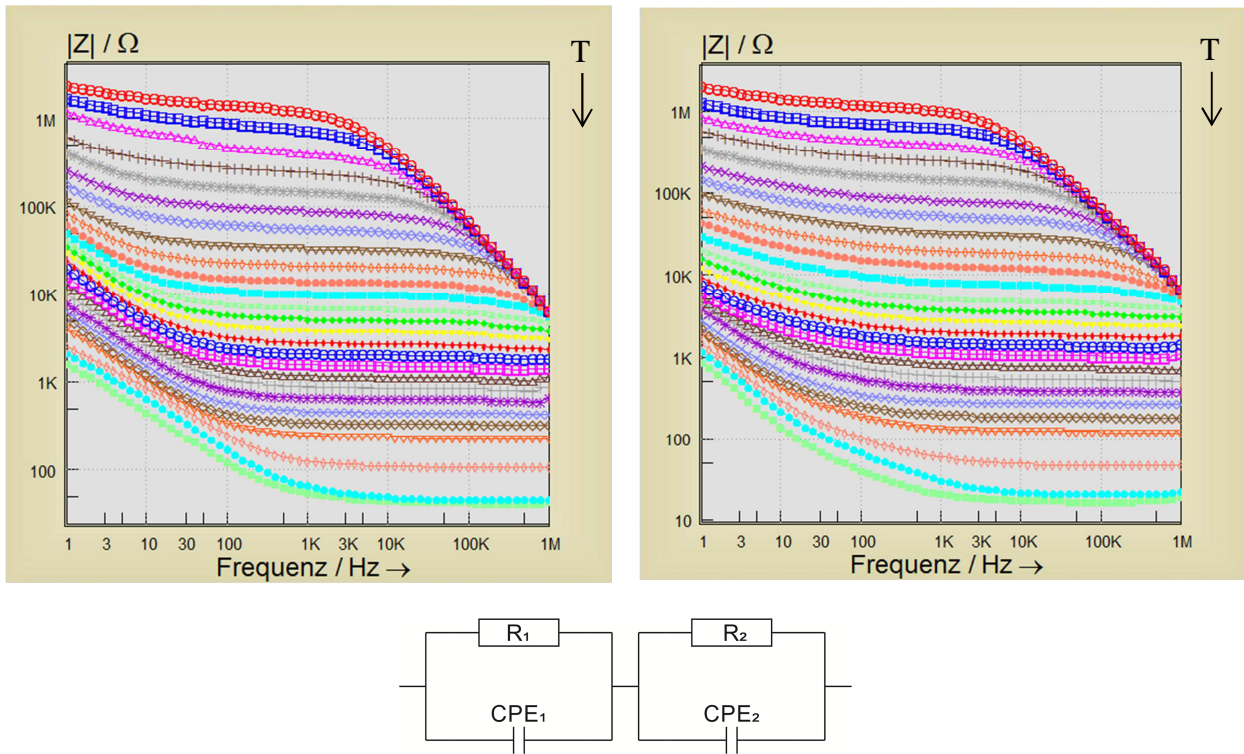 |Z| / Ω
T
1M
100K
10K
1K
100
1 3 10 30 100 1K 3K 10K 100K 1M
Frequenz / Hz →
|Z| / Ω
T
1M
100K
10K
1K
100
10
1 3 10 30 100 1K 3K 10K 100K 1M
Frequenz / Hz →
R₁ R₂
CPE₁ CPE₂